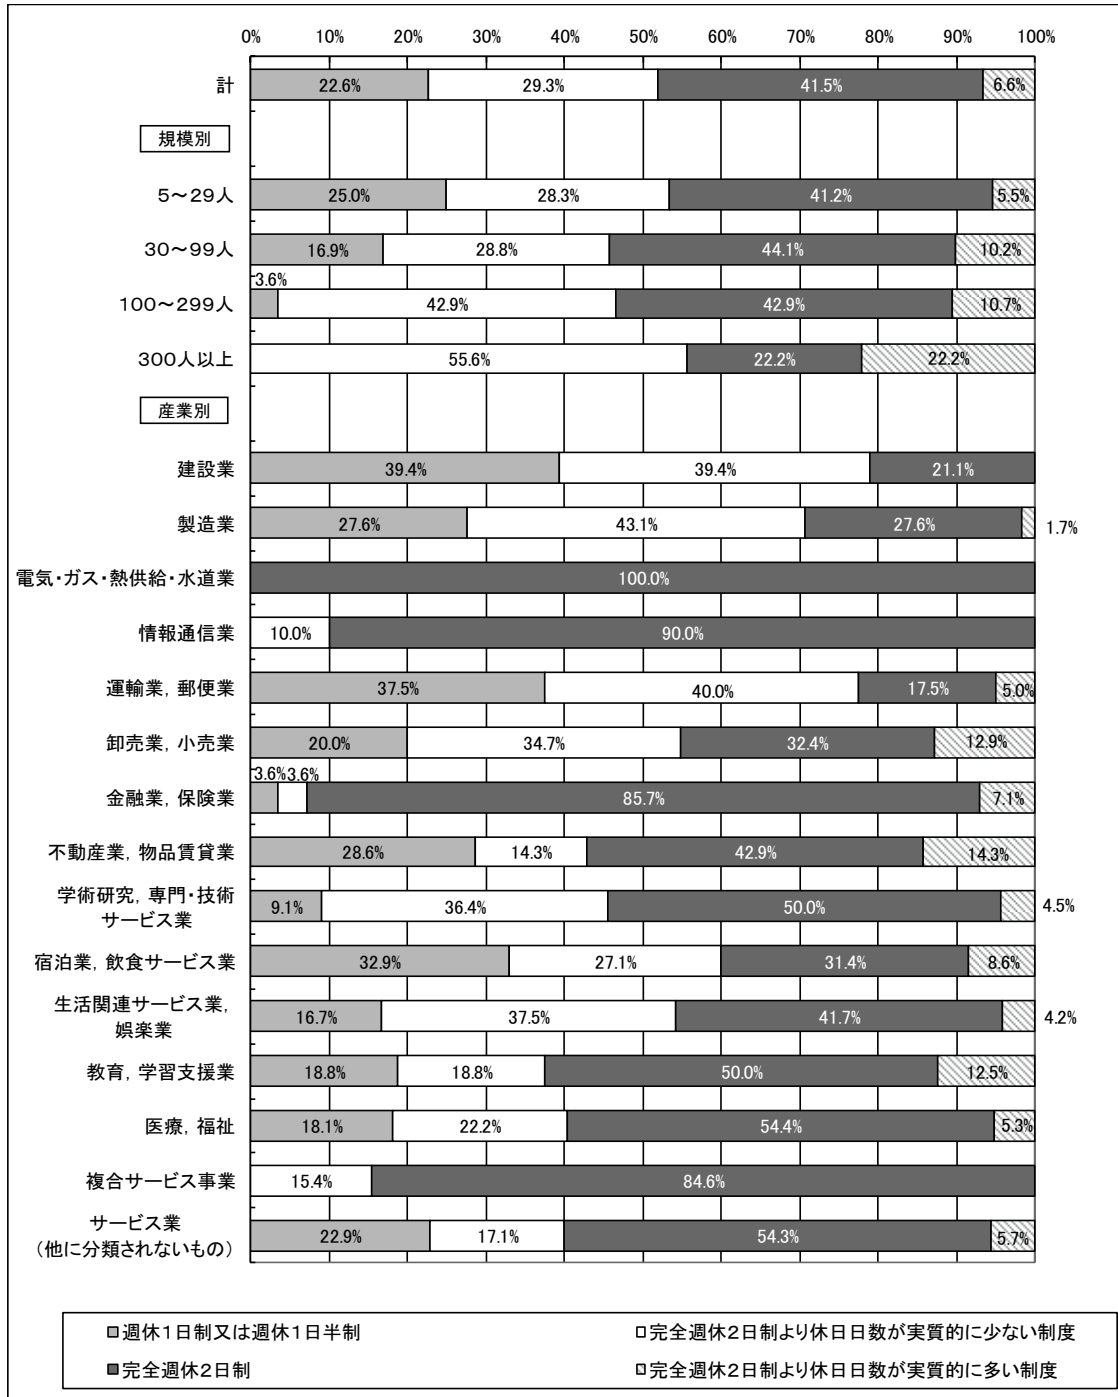 0% 10% 20% 30% 40% 50% 60% 70% 80% 90% 100%
計 22.6% 29.3% 41.5% 6.6%
規模別
5～29人 25.0% 28.3% 41.2% 5.5%
30～99人 16.9% 28.8% 44.1% 10.2%
3.6%
100～299人 42.9% 42.9% 10.7%
300人以上 55.6% 22.2% 22.2%
産業別
建設業 39.4% 39.4% 21.1%
製造業 27.6% 43.1% 27.6% 1.7%
電気・ガス・熱供給・水道業 100.0%
情報通信業 10.0% 90.0%
運輸業，郵便業 37.5% 40.0% 17.5% 5.0%
卸売業，小売業 20.0% 34.7% 32.4% 12.9%
3.6% 3.6%
金融業，保険業 85.7% 7.1%
不動産業，物品賃貸業 28.6% 14.3% 42.9% 14.3%
学術研究，専門・技術
サービス業 9.1% 36.4% 50.0% 4.5%
宿泊業，飲食サービス業 32.9% 27.1% 31.4% 8.6%
生活関連サービス業，
娯楽業 16.7% 37.5% 41.7% 4.2%
教育，学習支援業 18.8% 18.8% 50.0% 12.5%
医療，福祉 18.1% 22.2% 54.4% 5.3%
複合サービス事業 15.4% 84.6%
サービス業
（他に分類されないもの） 22.9% 17.1% 54.3% 5.7%
週休１日制又は週休１日半制 完全週休２日制より休日日数が実質的に少ない制度
完全週休２日制 完全週休２日制より休日日数が実質的に多い制度